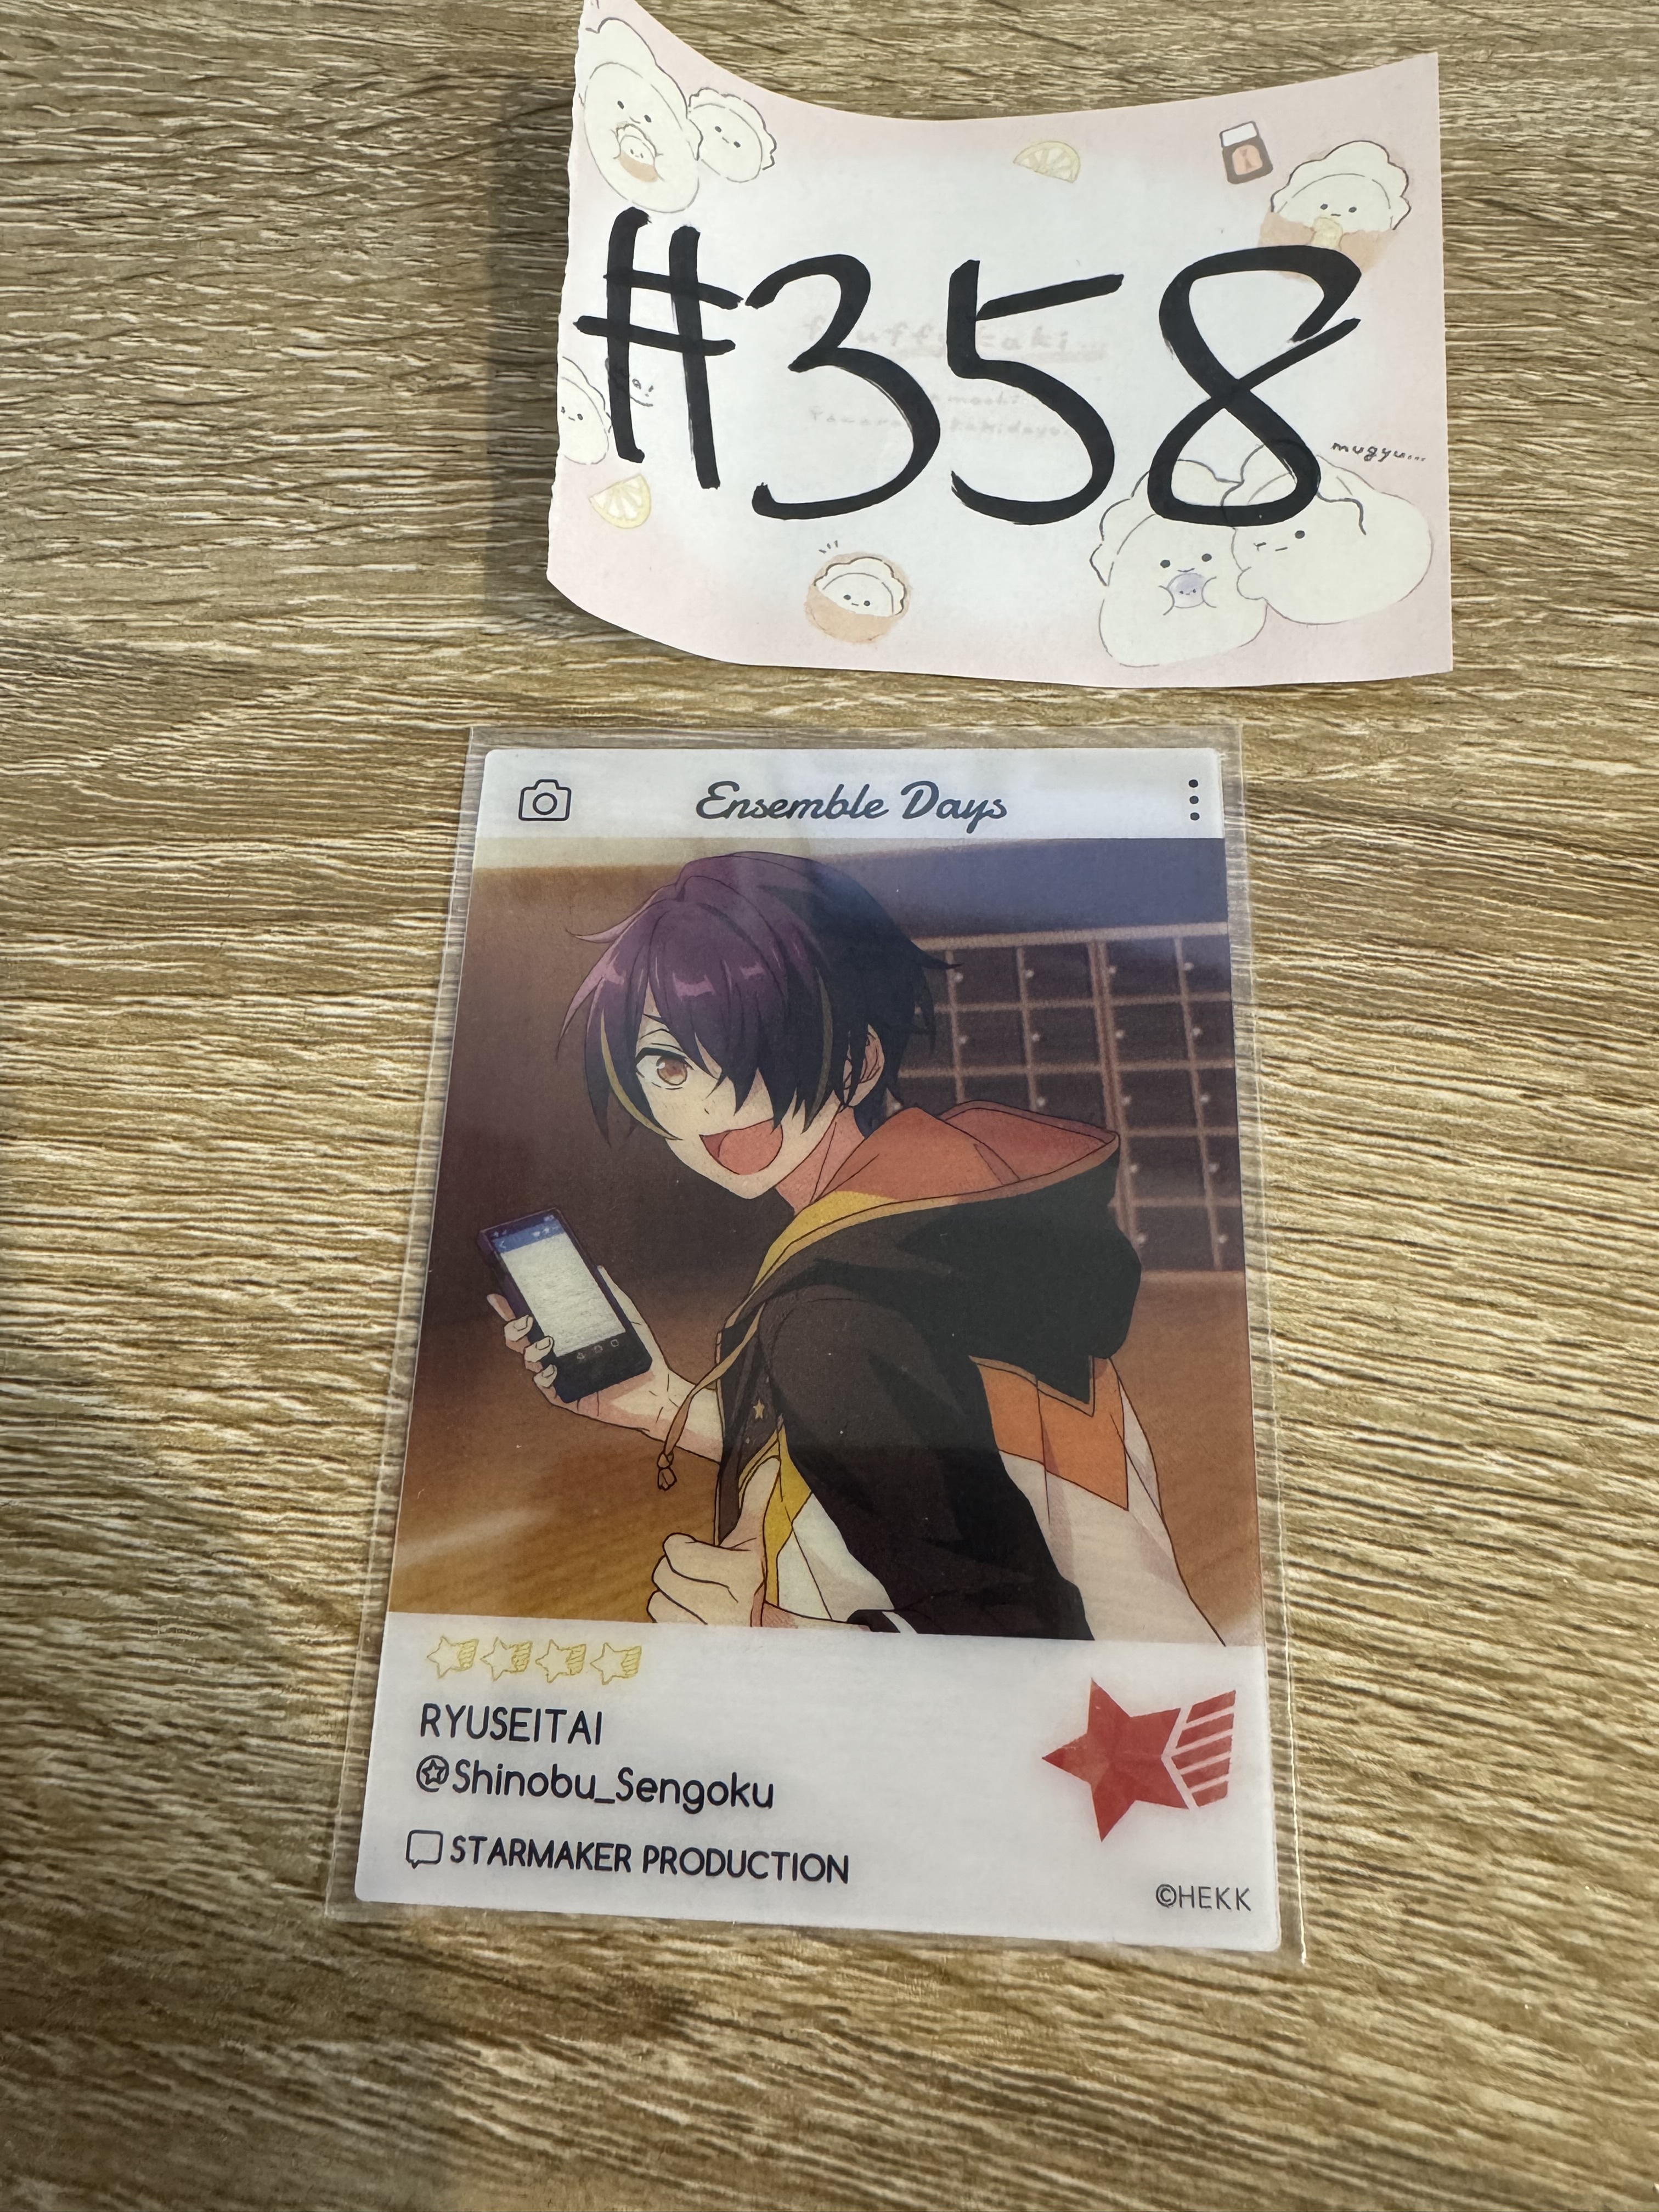 #358
mugyu...
Ensemble Days
RYUSEITAI
@Shinobu_Sengoku
STARMAKER PRODUCTION
©HEKK